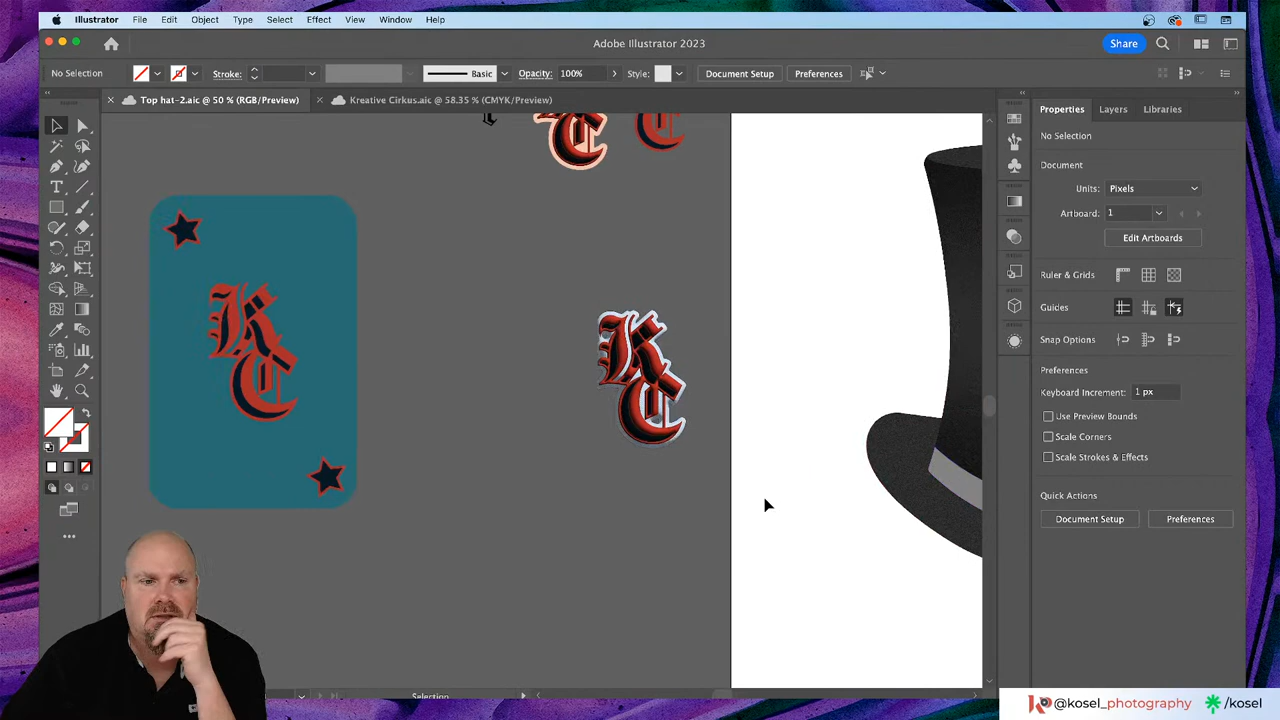 Illustrator File Edit Object Type Select Effect View Window Help
Adobe Illustrator 2023
Share
No Selection
Stroke:
Basic
Opacity: 100%
Style:
Document Setup
Preferences
Top hat-2.aic @ 50 % (RGB/Preview)
Kreative Cirkus.aic @ 58.35 % (CMYK/Preview)
Properties Layers Libraries
No Selection
Document
Units: Pixels
Artboard: 1
Edit Artboards
Ruler & Grids
Guides
Snap Options
Preferences
Keyboard Increment: 1 px
Use Preview Bounds
Scale Corners
Scale Strokes & Effects
Quick Actions
Document Setup
Preferences
C
C
K
C
K
C
Selection
@kosel_photography
/kosel